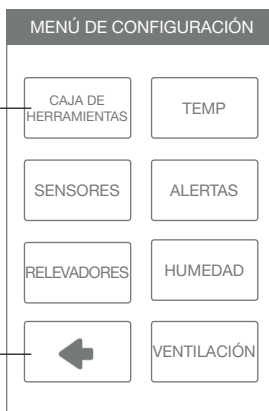 MENÚ DE CONFIGURACIÓN
CAJA DE
HERRAMIENTAS
TEMP
SENSORES
ALERTAS
RELEVADORES
HUMEDAD
VENTILACIÓN